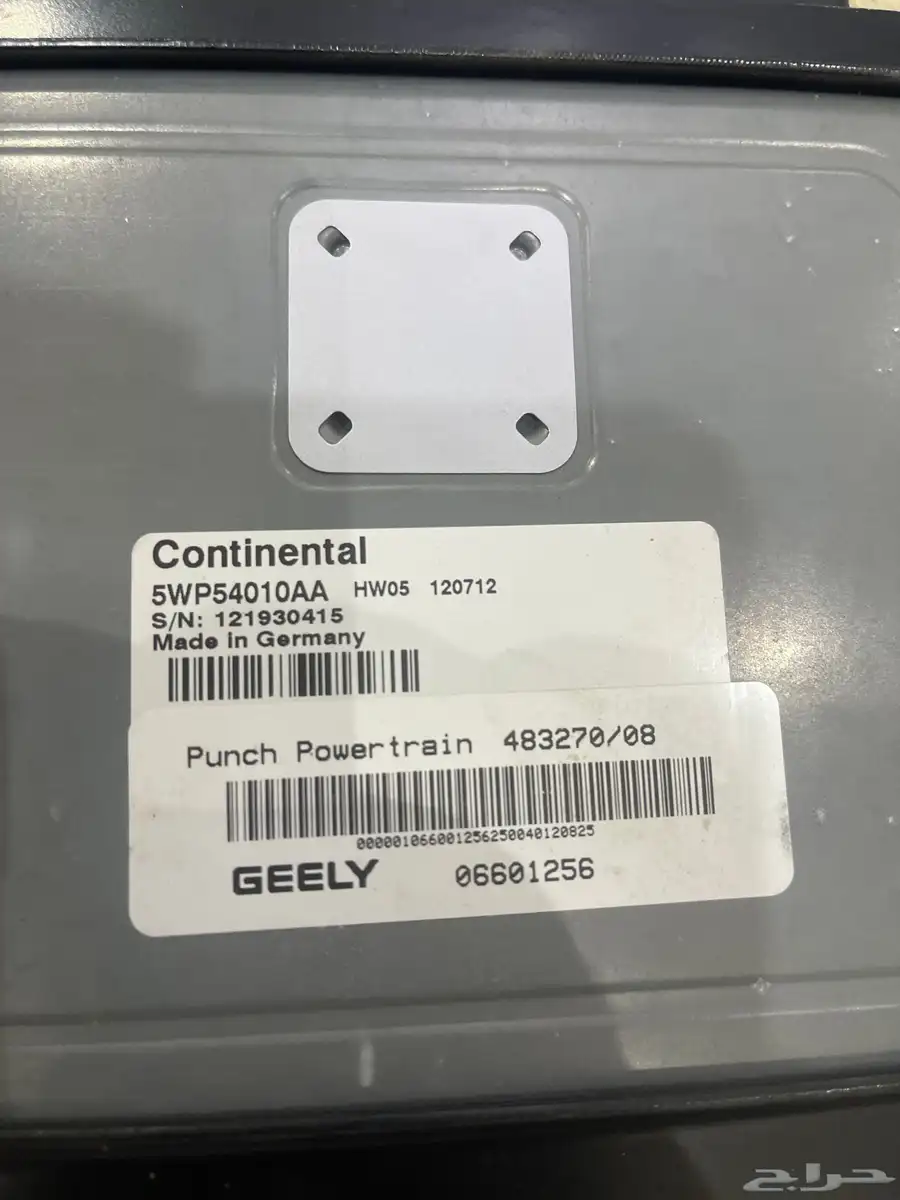 Continental
5WP54010AA HW05 120712
S/N: 121930415
Made in Germany
Punch Powertrain 483270/08
000001066001256250040120825
GEELY 06601256
حراج